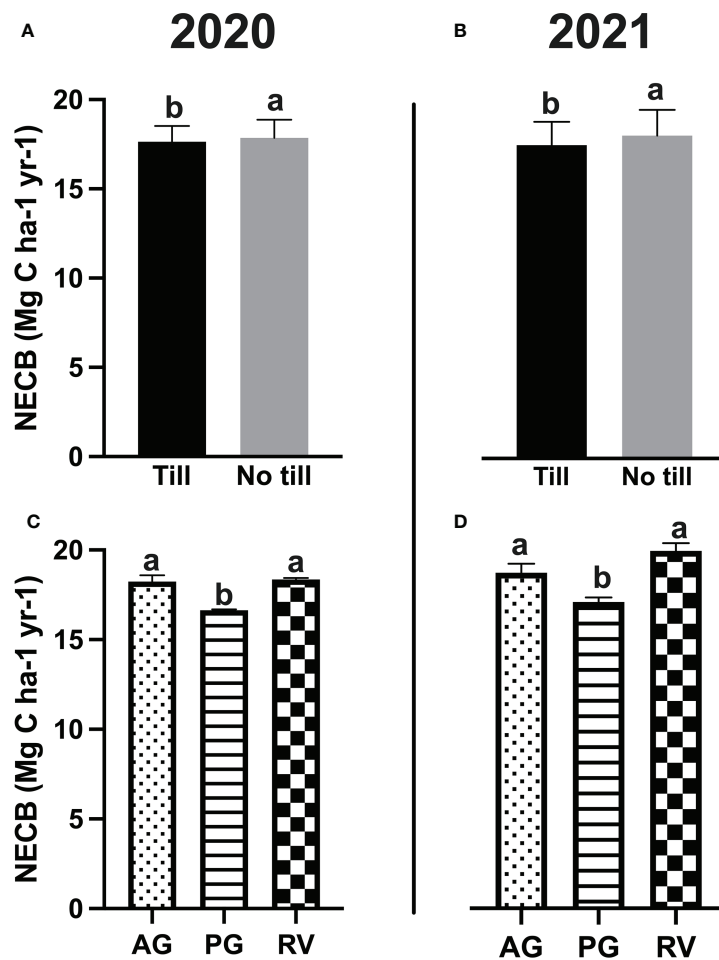 A
2020
B
2021
NECB (Mg C ha-1 yr-1)
20
15
10
5
0
b
a
Till
No till
b
a
Till
No till
C
D
NECB (Mg C ha-1 yr-1)
20
15
10
5
0
a
b
a
AG
PG
RV
a
b
a
AG
PG
RV